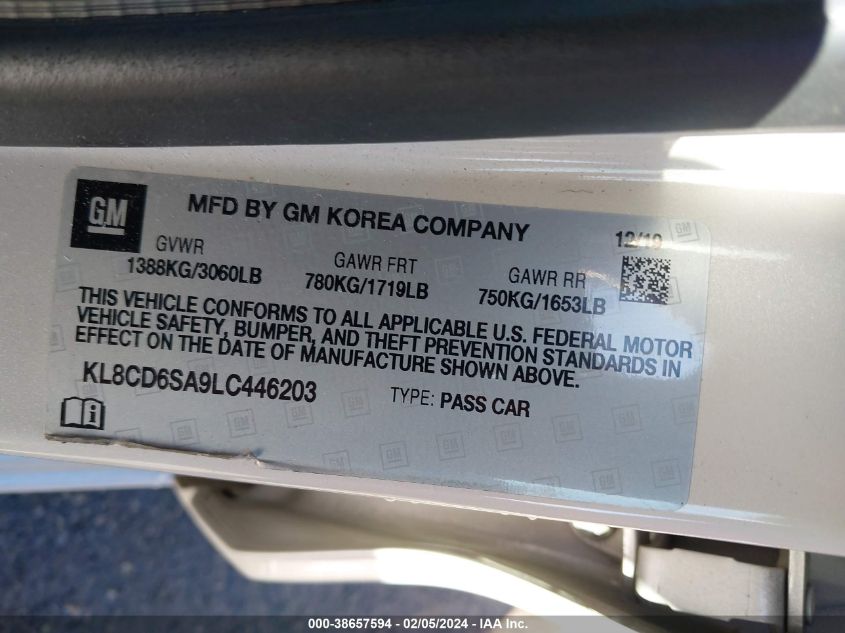 GM
MFD BY GM KOREA COMPANY
12/19
GVWR
1388KG/3060LB
GAWR FRT
780KG/1719LB
GAWR RR
750KG/1653LB
THIS VEHICLE CONFORMS TO ALL APPLICABLE U.S. FEDERAL MOTOR
VEHICLE SAFETY, BUMPER, AND THEFT PREVENTION STANDARDS IN
EFFECT ON THE DATE OF MANUFACTURE SHOWN ABOVE.
KL8CD6SA9LC446203
TYPE: PASS CAR
000-38657594 - 02/05/2024 - IAA Inc.